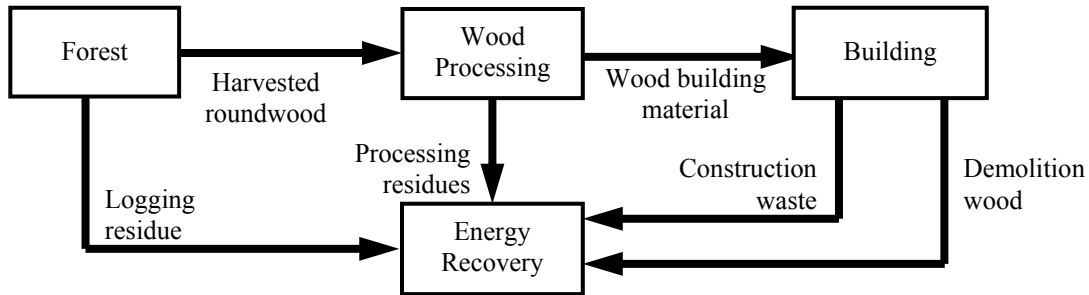 Forest
Harvested
roundwood
Wood
Processing
Wood building
material
Building
Logging
residue
Processing
residues
Construction
waste
Demolition
wood
Energy
Recovery